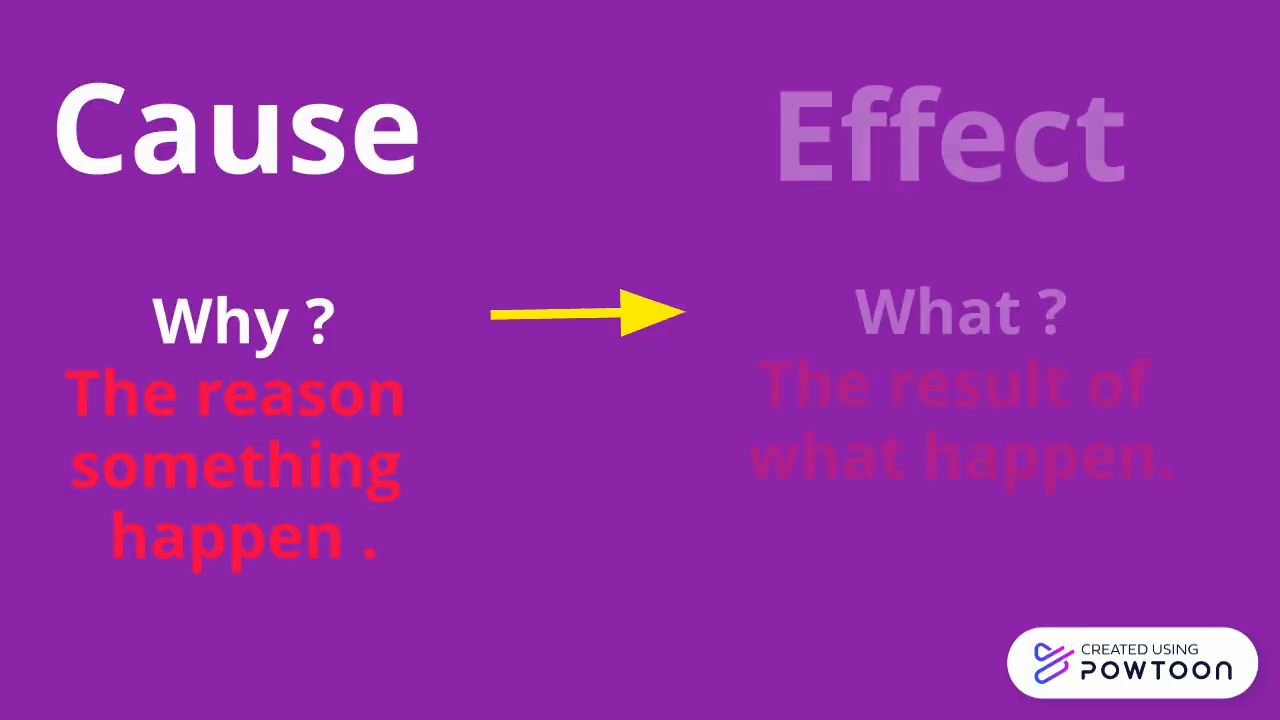 Cause
Why ?
The reason
something
happen .
Effect
What ?
The result of
what happen.
CREATED USING
POWTOON